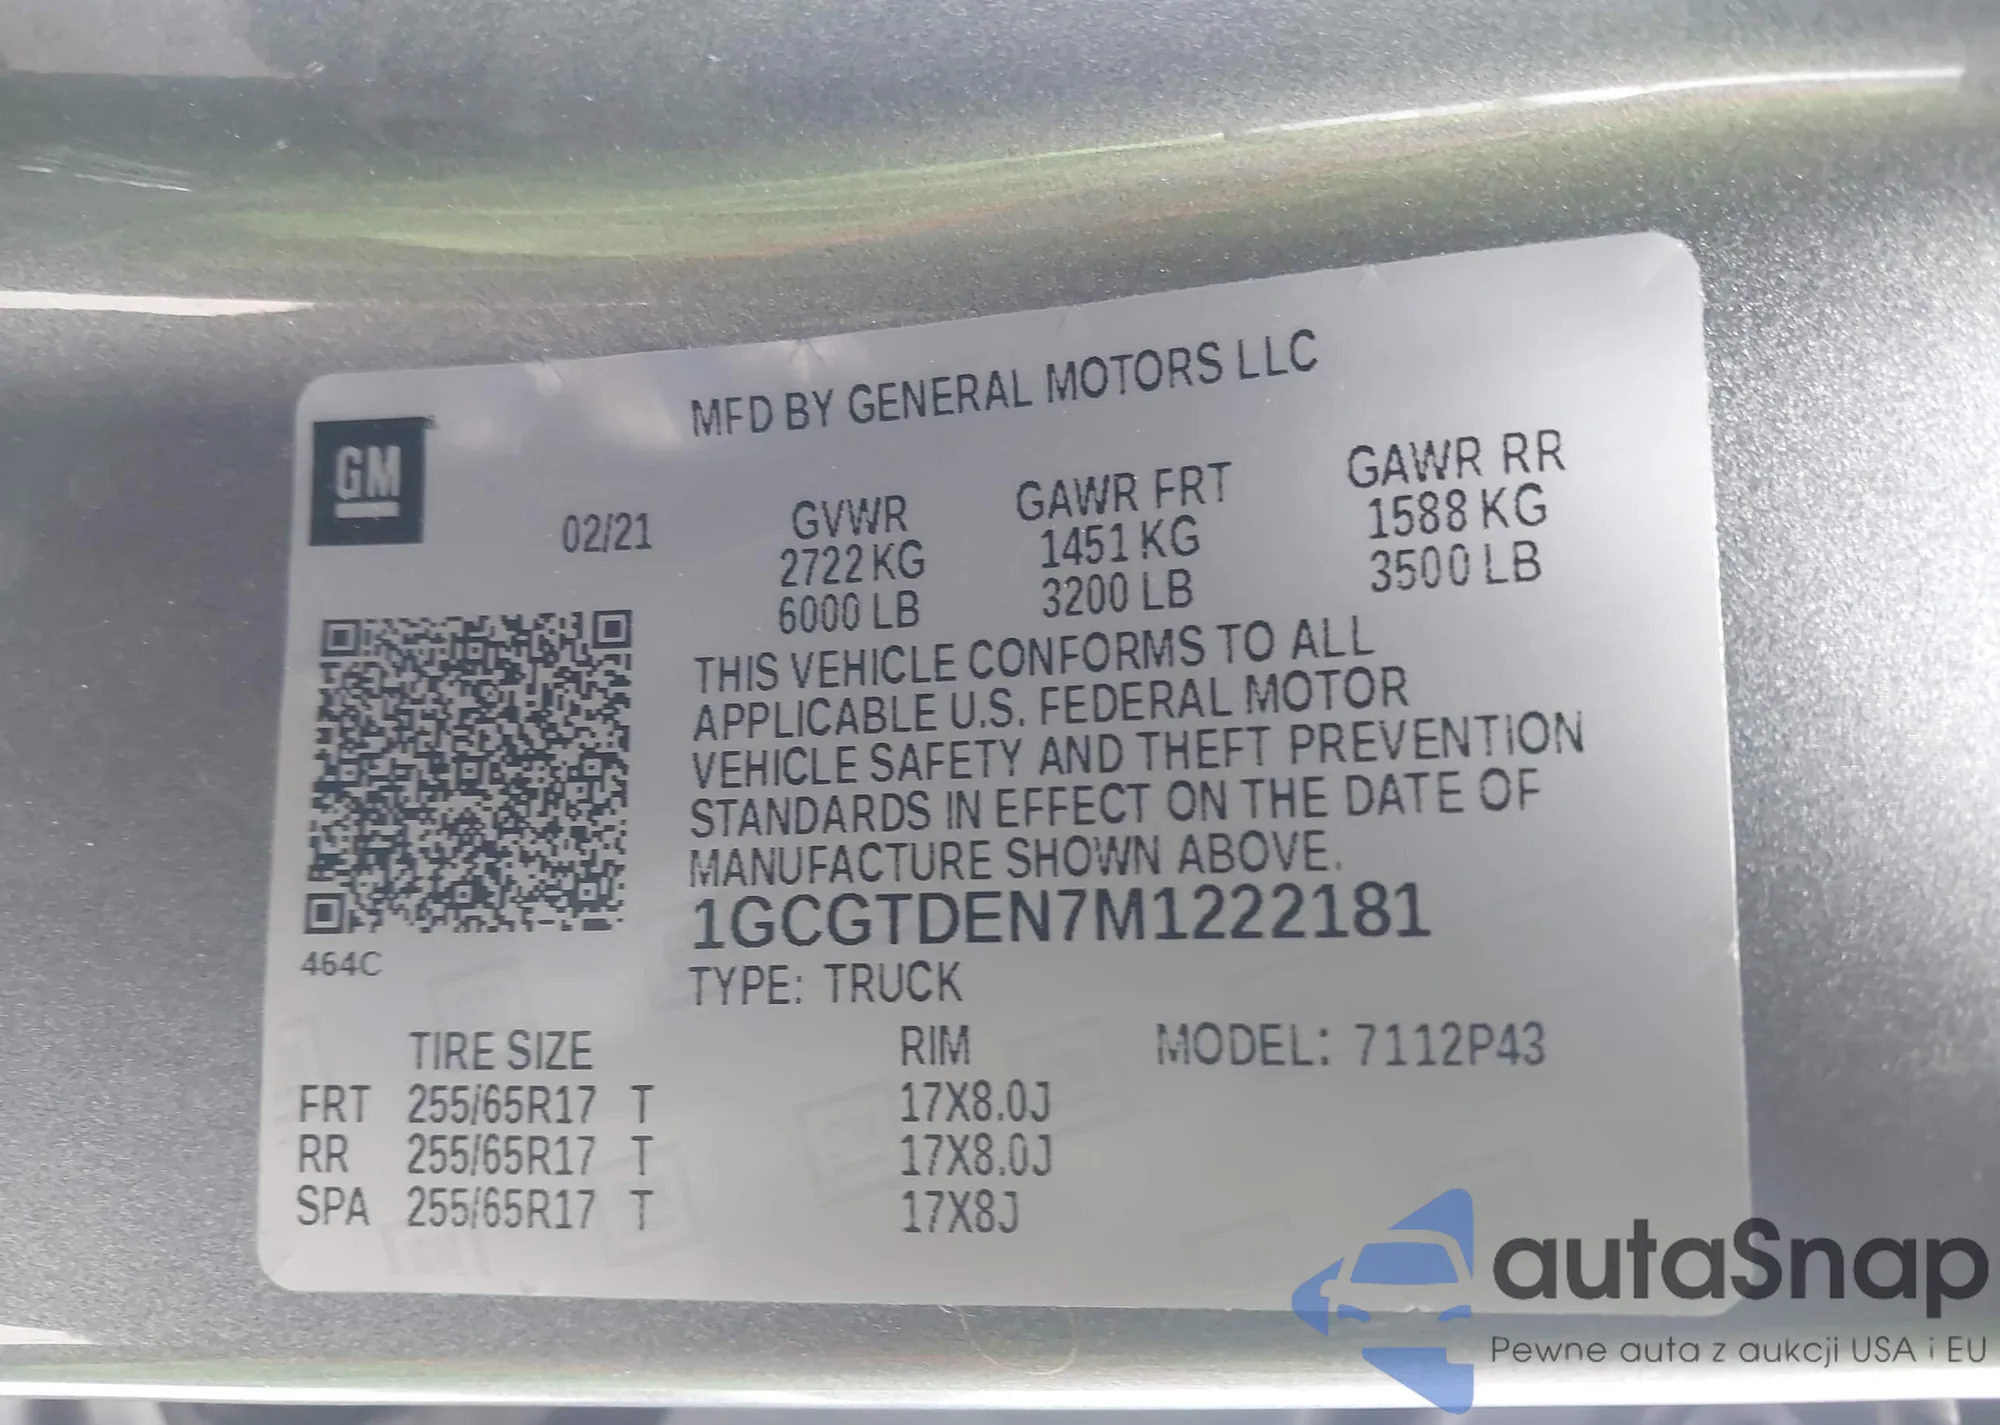 MFD BY GENERAL MOTORS LLC
GM
02/21 GVWR GAWR FRT GAWR RR
2722 KG 1451 KG 1588 KG
6000 LB 3200 LB 3500 LB
THIS VEHICLE CONFORMS TO ALL
APPLICABLE U.S. FEDERAL MOTOR
VEHICLE SAFETY AND THEFT PREVENTION
STANDARDS IN EFFECT ON THE DATE OF
MANUFACTURE SHOWN ABOVE.
1GCGTDEN7M1222181
464C
TYPE: TRUCK
TIRE SIZE RIM MODEL: 7112P43
FRT 255/65R17 T 17X8.0J
RR 255/65R17 T 17X8.0J
SPA 255/65R17 T 17X8J
autaSnap
Pewne auta z aukcji USA i EU